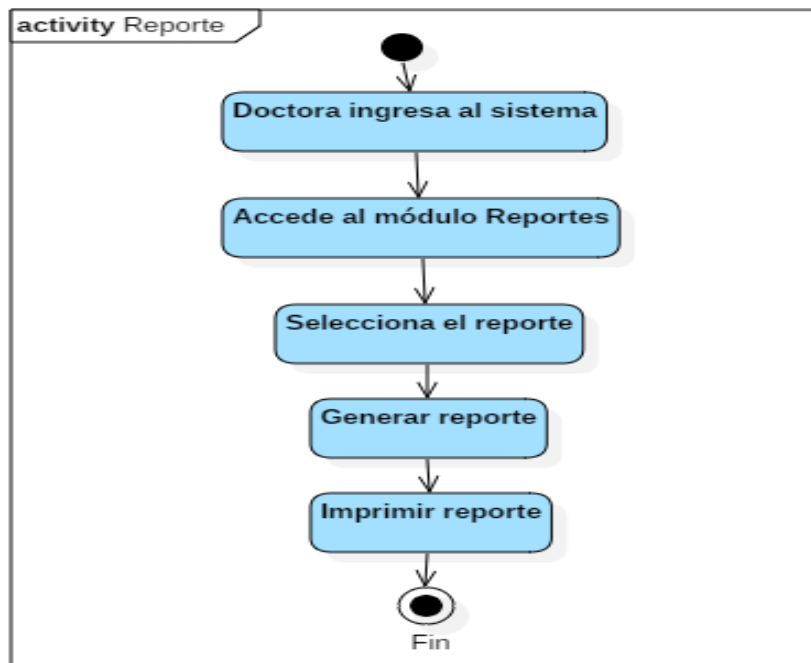 activity Reporte
Doctora ingresa al sistema
Accede al módulo Reportes
Selecciona el reporte
Generar reporte
Imprimir reporte
Fin